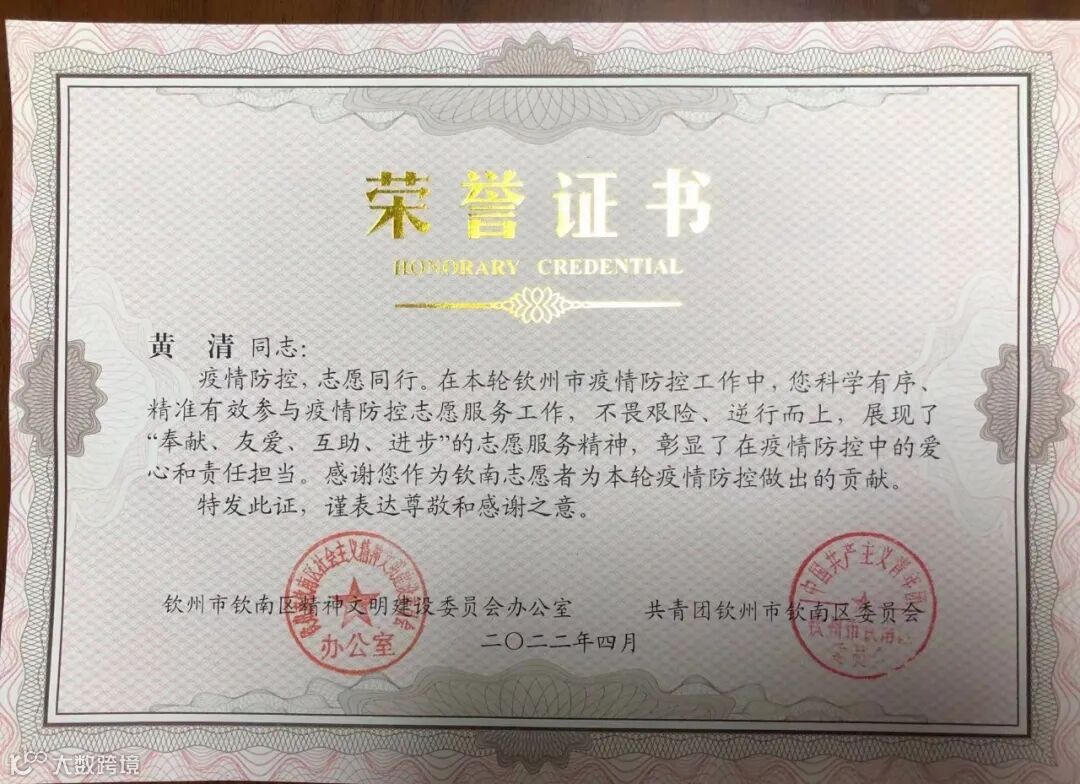 荣誉证书
HONORARY CREDENTIAL
黄 清 同志：
疫情防控，志愿同行。在本轮钦州市疫情防控工作中，您科学有序、
精准有效参与疫情防控志愿服务工作，不畏艰险、逆行而上，展现了
“奉献、友爱、互助、进步”的志愿服务精神，彰显了在疫情防控中的爱
心和责任担当。感谢您作为钦南志愿者为本轮疫情防控做出的贡献。
特发此证，谨表达尊敬和感谢之意。
钦州市钦南区精神文明建设委员会办公室 共青团钦州市钦南区委员会
二〇二二年四月
办公室
中国共产主义青年团
大数跨境